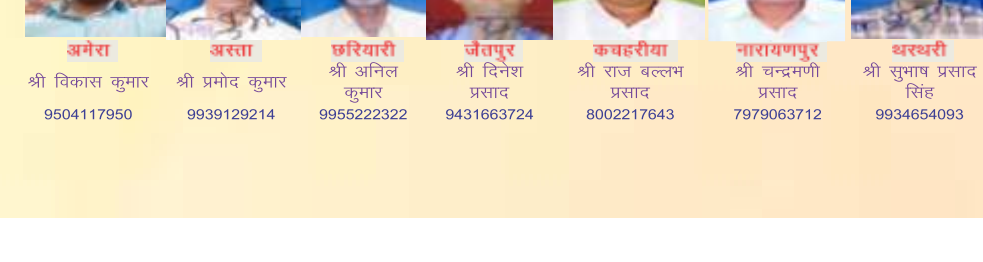 अमेरा अस्ता छरियारी जैतपुर कचहरीया नारायणपुर थरथरी
श्री विकास कुमार श्री प्रमोद कुमार श्री अनिल कुमार श्री दिनेश प्रसाद श्री राज बल्लभ प्रसाद श्री चन्द्रमणी प्रसाद श्री सुभाष प्रसाद सिंह
9504117950 9939129214 9955222322 9431663724 8002217643 7979063712 9934654093